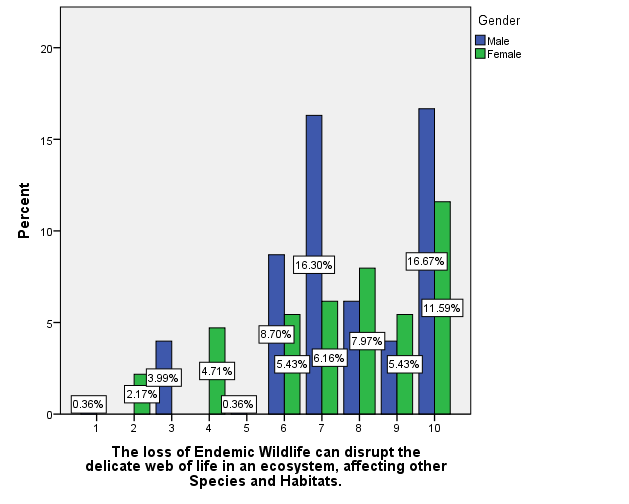 Gender
Male
Female
20
15
10
5
0
Percent
0.36%
2.17%
3.99%
4.71%
0.36%
8.70%
5.43%
16.30%
6.16%
7.97%
5.43%
16.67%
11.59%
1 2 3 4 5 6 7 8 9 10
The loss of Endemic Wildlife can disrupt the
delicate web of life in an ecosystem, affecting other
Species and Habitats.